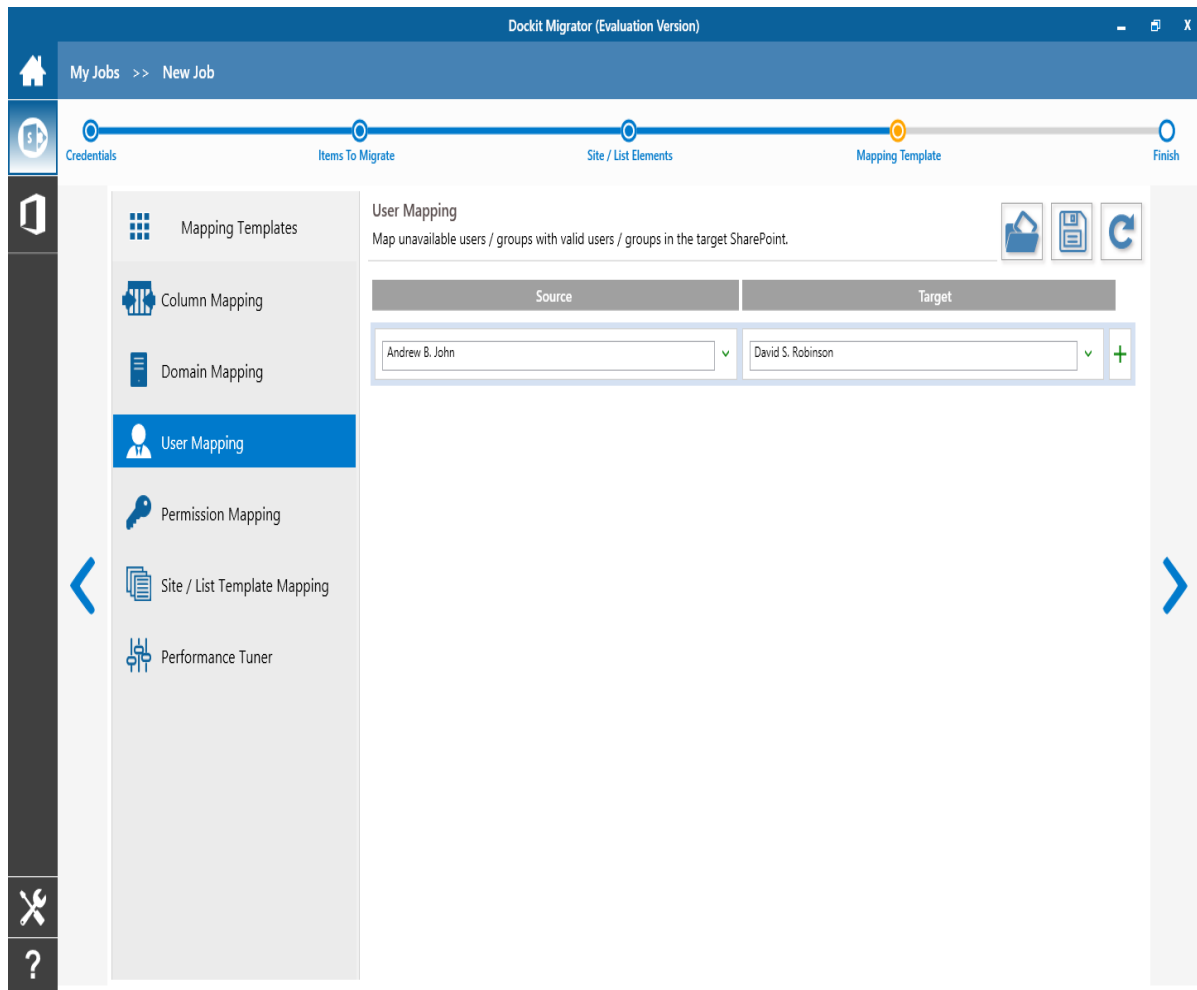 Dockit Migrator (Evaluation Version)
X
My Jobs >> New Job
S
Credentials
Items To Migrate
Site / List Elements
Mapping Template
Finish
Mapping Templates
Column Mapping
Domain Mapping
User Mapping
Permission Mapping
Site / List Template Mapping
Performance Tuner
User Mapping
Map unavailable users / groups with valid users / groups in the target SharePoint.
Source Target
Andrew B. John David S. Robinson +
?